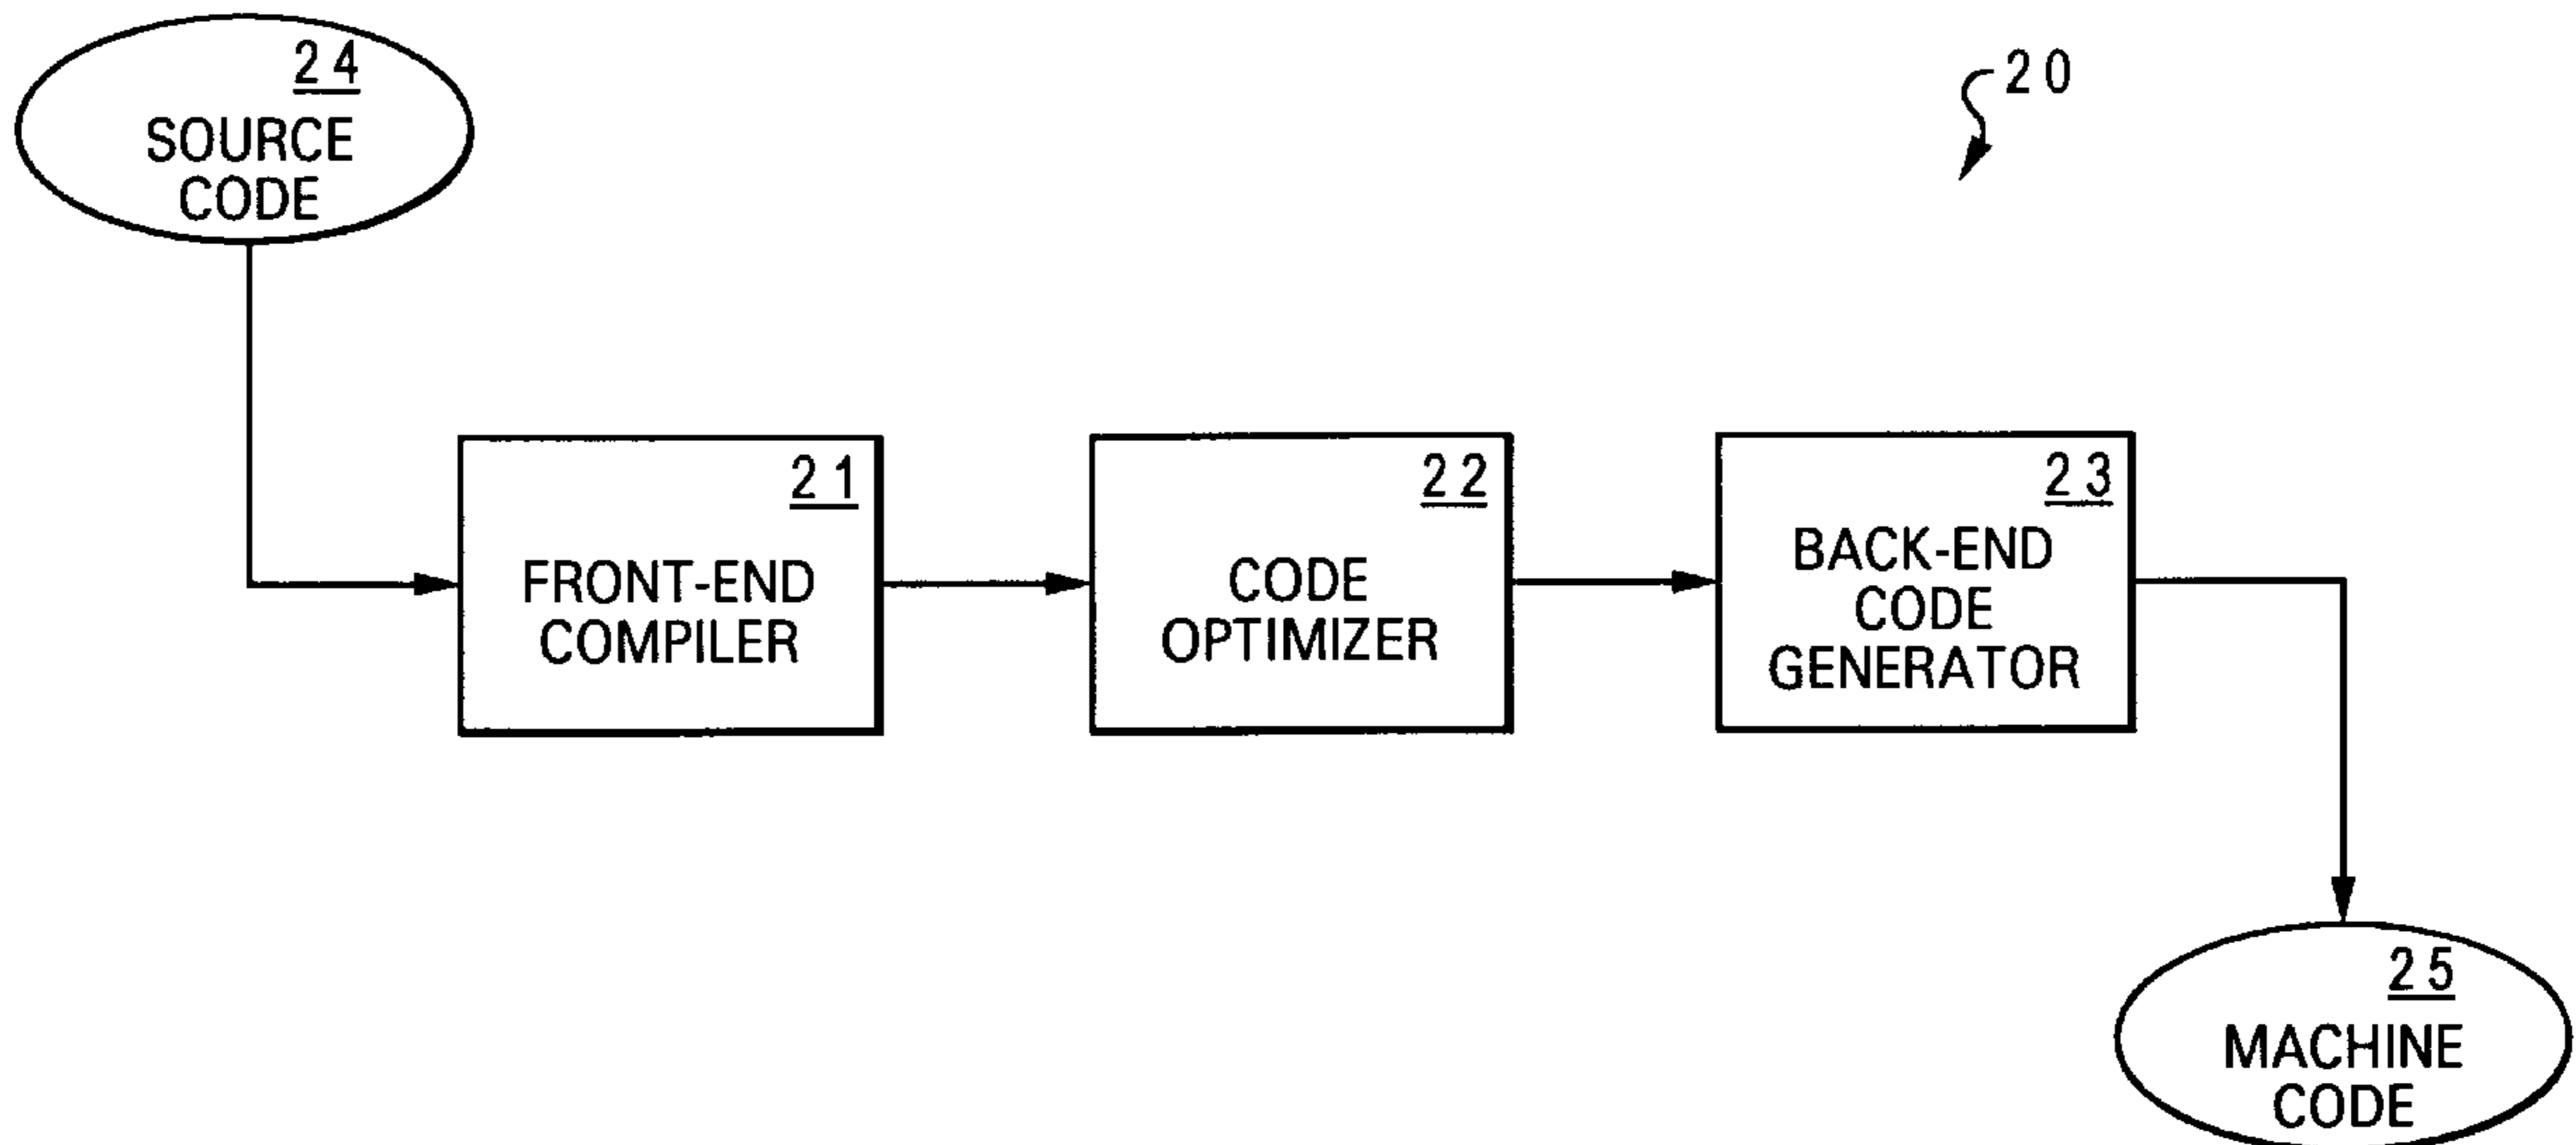 24
SOURCE
CODE
20
21
FRONT-END
COMPILER
22
CODE
OPTIMIZER
23
BACK-END
CODE
GENERATOR
25
MACHINE
CODE